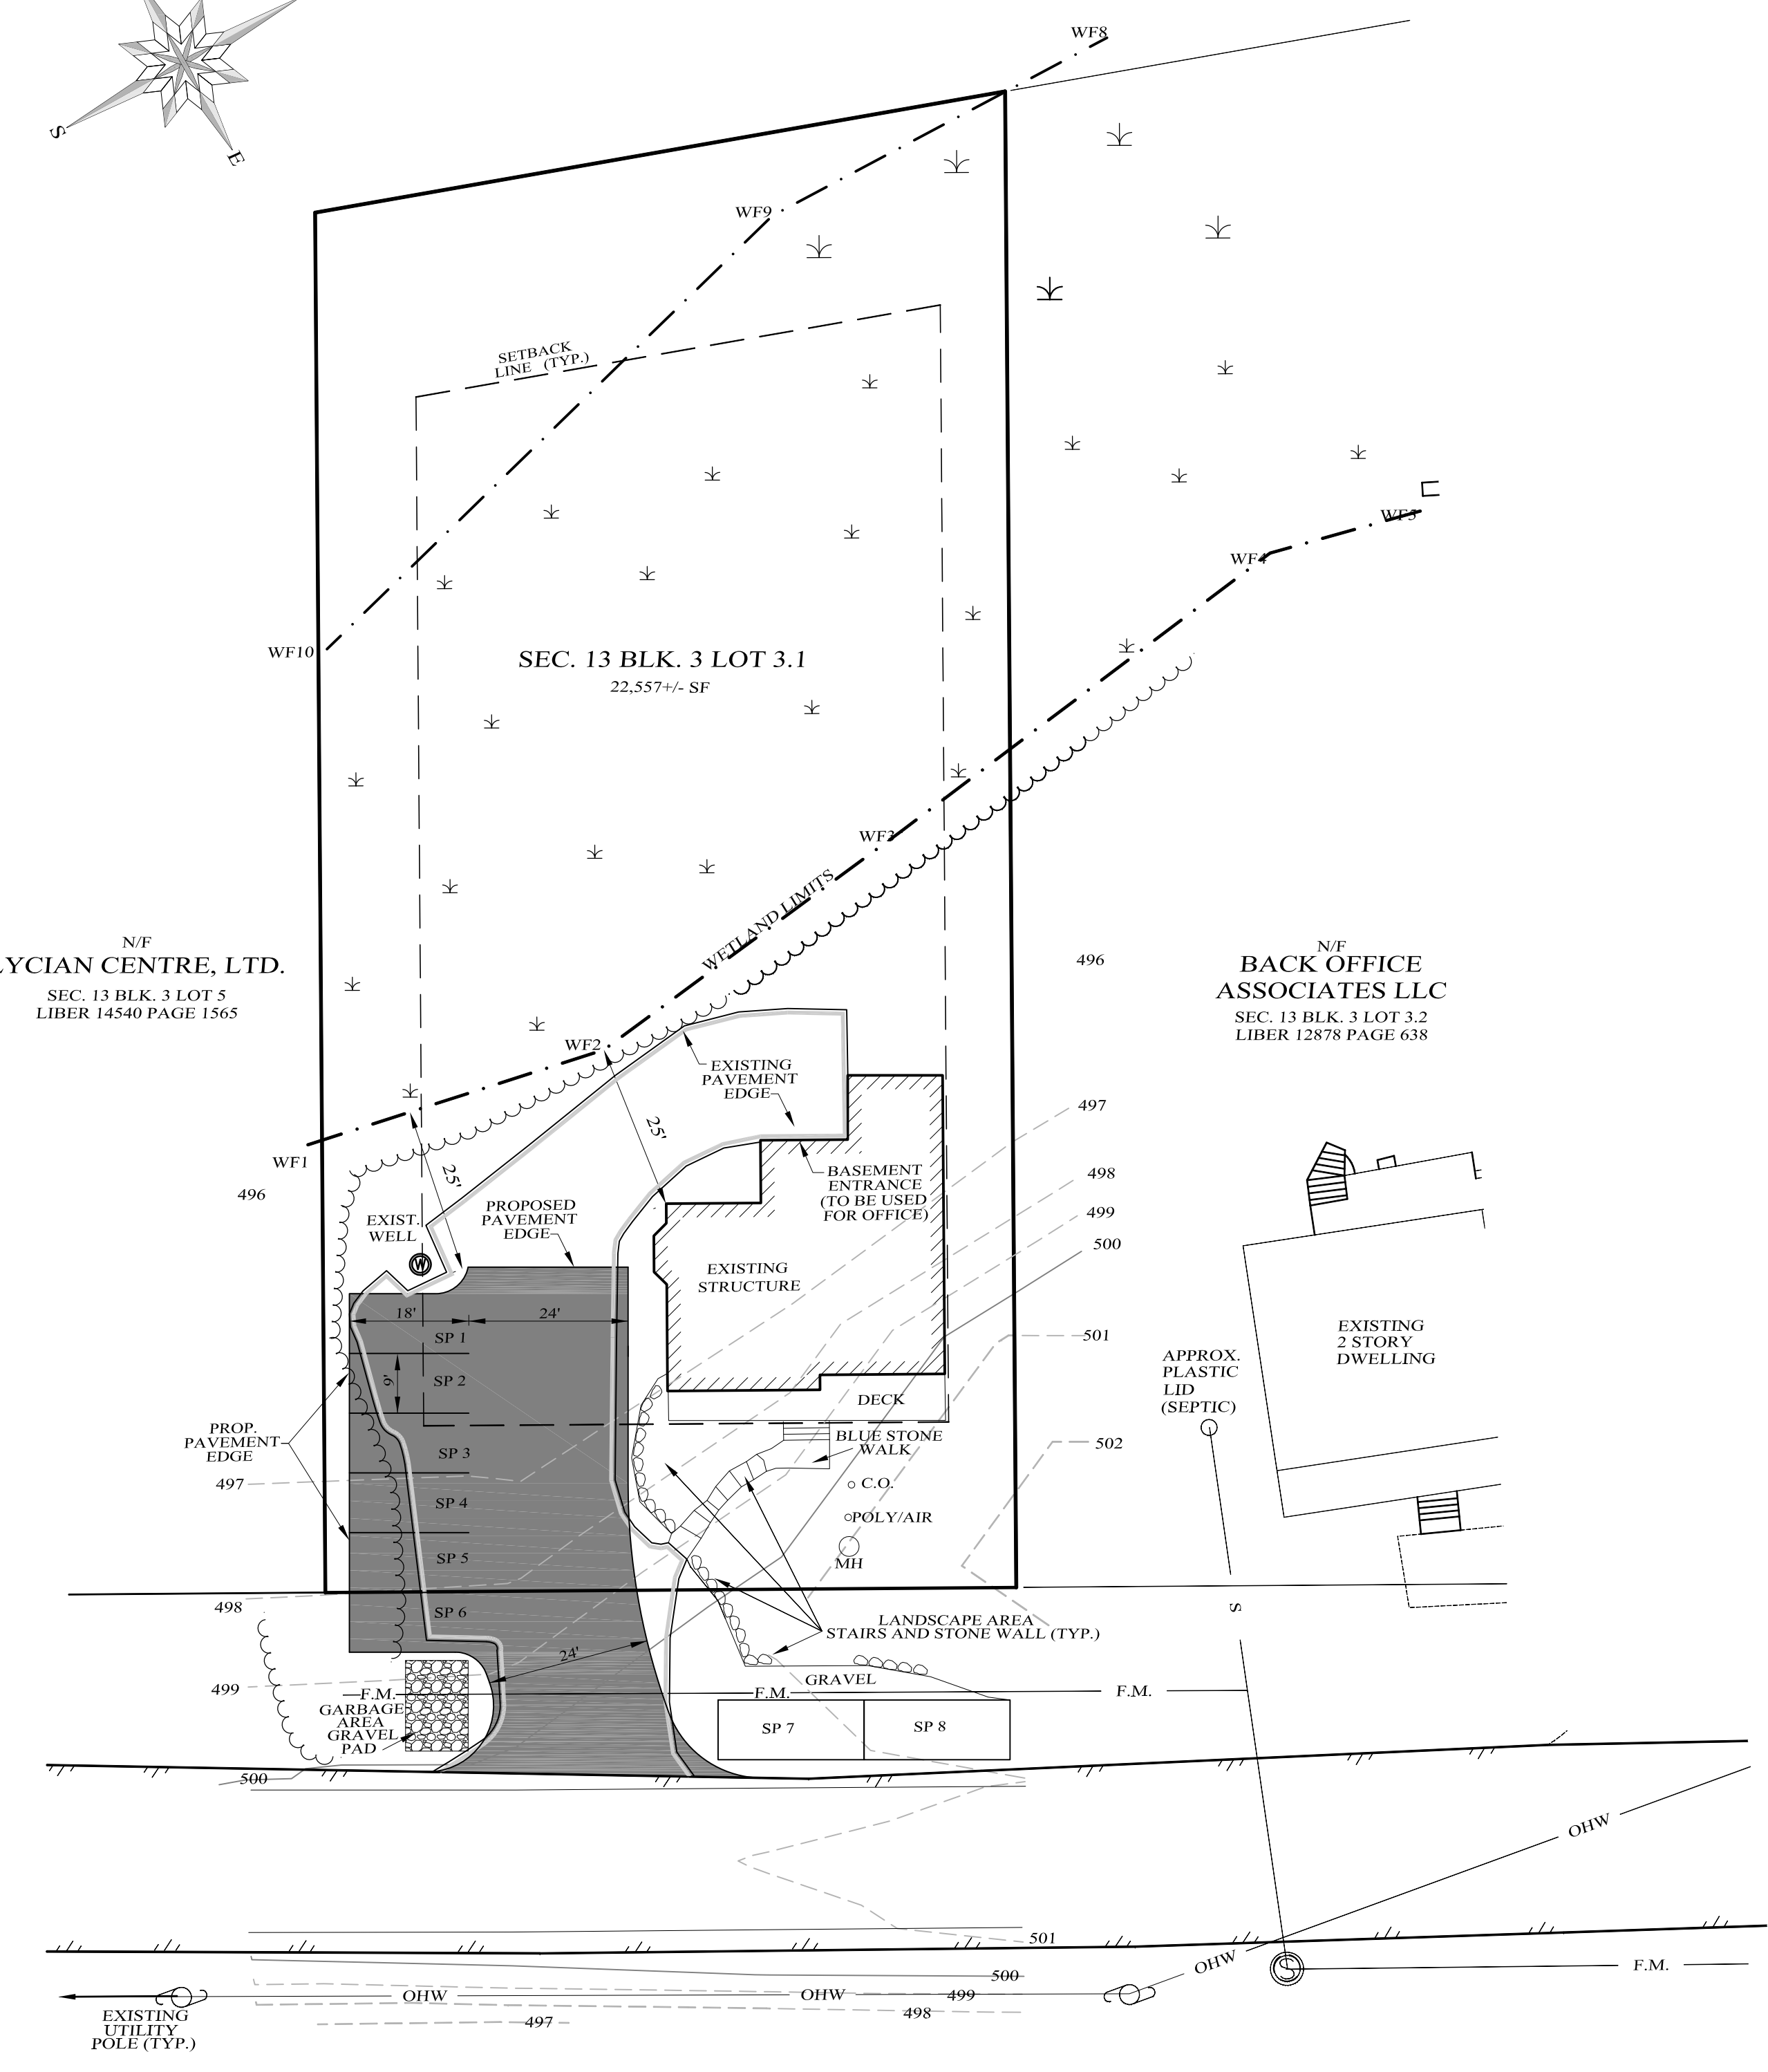 WF8
S
E
WF9
SETBACK
LINE (TYP.)
WF5
WF4
WF10
SEC. 13 BLK. 3 LOT 3.1
22,557+/- SF
WF3
WETLAND LIMITS
N/F
LYCIAN CENTRE, LTD.
SEC. 13 BLK. 3 LOT 5
LIBER 14540 PAGE 1565
496
N/F
BACK OFFICE
ASSOCIATES LLC
SEC. 13 BLK. 3 LOT 3.2
LIBER 12878 PAGE 638
WF2
EXISTING
PAVEMENT
EDGE
497
25'
WF1
25'
496
BASEMENT
ENTRANCE
(TO BE USED
FOR OFFICE)
498
PROPOSED
PAVEMENT
EDGE
499
EXIST.
WELL
W
500
EXISTING
STRUCTURE
18'
24'
SP 1
501
EXISTING
2 STORY
DWELLING
9'
SP 2
APPROX.
PLASTIC
LID
(SEPTIC)
DECK
PROP.
PAVEMENT
EDGE
BLUE STONE
WALK
502
SP 3
497
C.O.
SP 4
POLY/AIR
SP 5
MH
498
SP 6
S
LANDSCAPE AREA
STAIRS AND STONE WALL (TYP.)
24'
499
GRAVEL
F.M.
F.M.
F.M.
GARBAGE
AREA
GRAVEL
PAD
SP 7
SP 8
500
OHW
501
OHW
S
F.M.
500
OHW
OHW
499
498
497
EXISTING
UTILITY
POLE (TYP.)